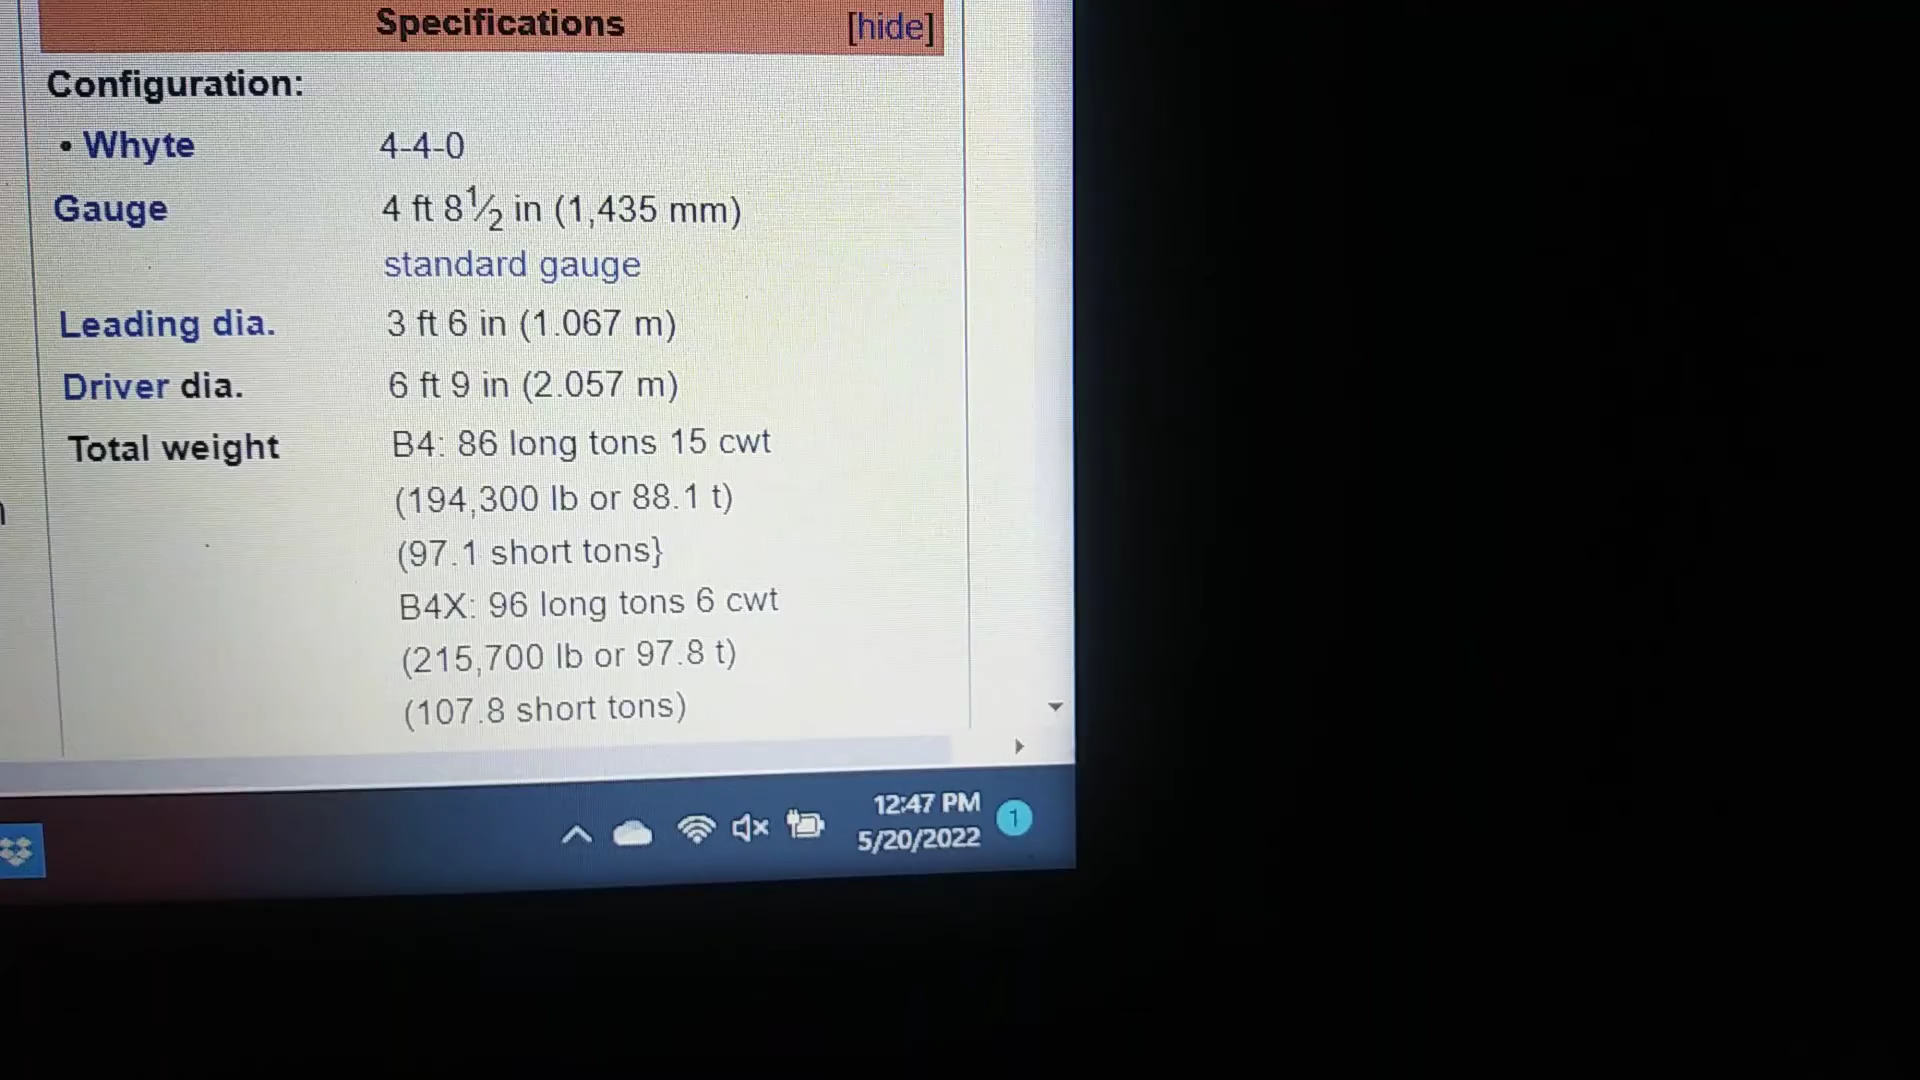 Specifications [hide]
Configuration:
• Whyte 4-4-0
Gauge 4 ft 8 1⁄2 in (1,435 mm)
standard gauge
Leading dia. 3 ft 6 in (1.067 m)
Driver dia. 6 ft 9 in (2.057 m)
Total weight B4: 86 long tons 15 cwt
(194,300 lb or 88.1 t)
(97.1 short tons}
B4X: 96 long tons 6 cwt
(215,700 lb or 97.8 t)
(107.8 short tons)
12:47 PM
5/20/2022
1